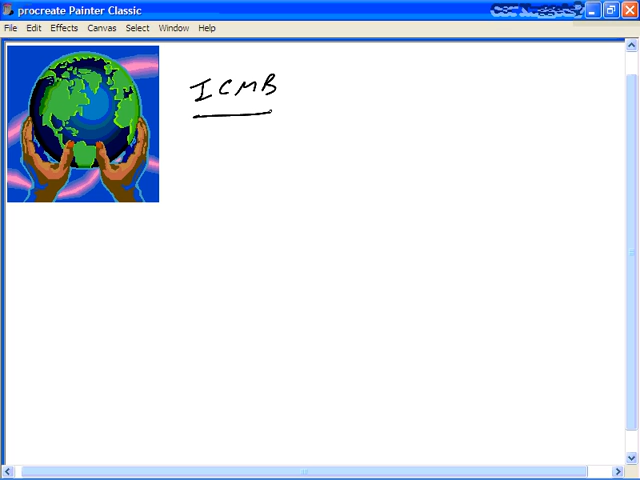 procreate Painter Classic
File Edit Effects Canvas Select Window Help
ICMB